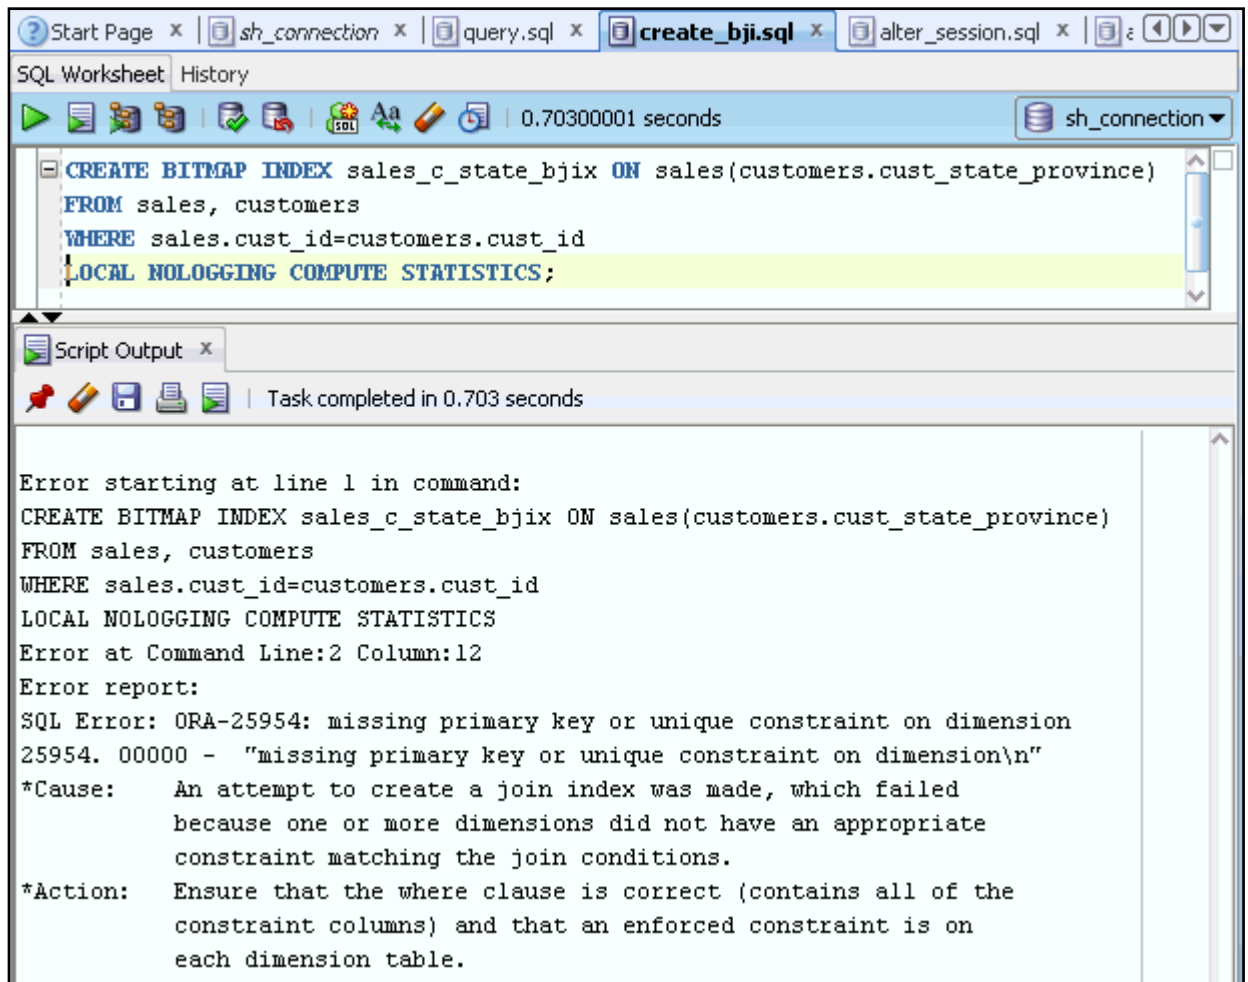 Start Page x sh_connection x query.sql x create_bji.sql x alter_session.sql x a
SQL Worksheet History
SQL Aa 0.70300001 seconds sh_connection
CREATE BITMAP INDEX sales_c_state_bjix ON sales(customers.cust_state_province)
FROM sales, customers
WHERE sales.cust_id=customers.cust_id
LOCAL NOLOGGING COMPUTE STATISTICS;
Script Output x
Task completed in 0.703 seconds
Error starting at line 1 in command:
CREATE BITMAP INDEX sales_c_state_bjix ON sales(customers.cust_state_province)
FROM sales, customers
WHERE sales.cust_id=customers.cust_id
LOCAL NOLOGGING COMPUTE STATISTICS
Error at Command Line:2 Column:12
Error report:
SQL Error: ORA-25954: missing primary key or unique constraint on dimension
25954. 00000 -  "missing primary key or unique constraint on dimension\n"
*Cause: An attempt to create a join index was made, which failed
because one or more dimensions did not have an appropriate
constraint matching the join conditions.
*Action: Ensure that the where clause is correct (contains all of the
constraint columns) and that an enforced constraint is on
each dimension table.